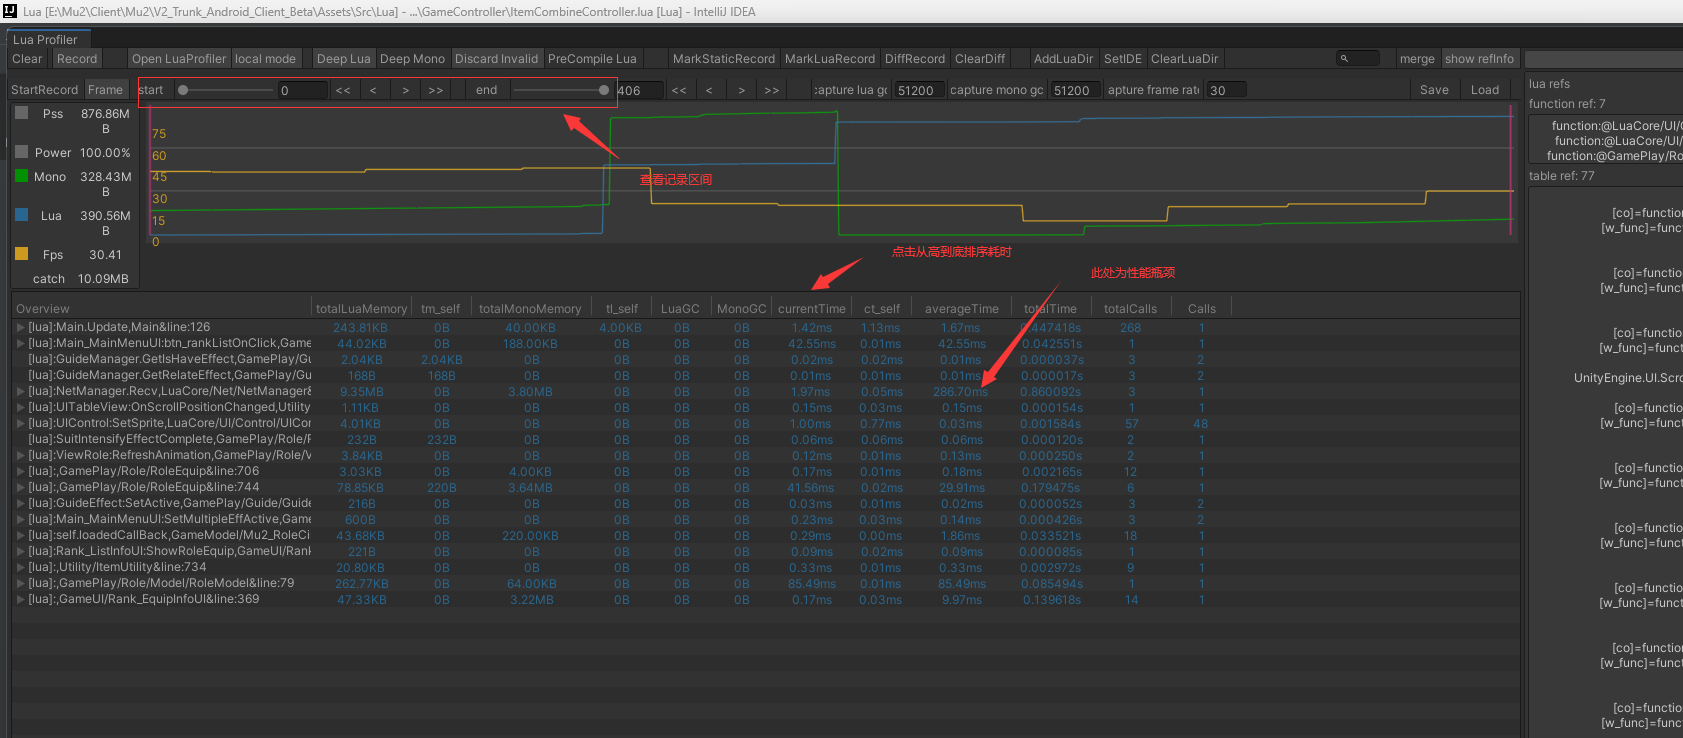 Lua [E:\Mu2\Client\Mu2\V2_Trunk_Android_Client_Beta\Assets\Src\Lua] - ...\GameController\ItemCombineController.lua [Lua] - IntelliJ IDEA
Lua Profiler
Clear Record Open LuaProfiler local mode Deep Lua Deep Mono Discard Invalid PreCompile Lua MarkStaticRecord MarkLuaRecord DiffRecord ClearDiff AddLuaDir SetIDE ClearLuaDir merge show refInfo
StartRecord Frame start 0 << < > >> end 406 << < > >> capture lua gc 51200 capture mono gc 51200 apture frame rate 30 Save Load
Pss 876.86M
B
Power 100.00%
Mono 328.43M
B
Lua 390.56M
B
Fps 30.41
catch 10.09MB
75
60
45
30
15
0
查看记录区间
点击从高到底排序耗时
此处为性能瓶颈
Overview totalLuaMemory tm_self totalMonoMemory tl_self LuaGC MonoGC currentTime ct_self averageTime totalTime totalCalls Calls
[lua]:Main.Update,Main&line:126 243.81KB 0B 40.00KB 4.00KB 0B 0B 1.42ms 1.13ms 1.67ms 0.447418s 268 1
[lua]:Main_MainMenuUI:btn_rankListOnClick,Game 44.02KB 0B 188.00KB 0B 0B 0B 42.55ms 0.01ms 42.55ms 0.042551s 1 1
[lua]:GuideManager.GetIsHaveEffect,GamePlay/Gu 2.04KB 2.04KB 0B 0B 0B 0B 0.02ms 0.02ms 0.01ms 0.000037s 3 2
[lua]:GuideManager.GetRelateEffect,GamePlay/Gu 168B 168B 0B 0B 0B 0B 0.01ms 0.01ms 0.01ms 0.000017s 3 2
[lua]:NetManager.Recv,LuaCore/Net/NetManager& 9.35MB 0B 3.80MB 0B 0B 0B 1.97ms 0.05ms 286.70ms 0.860092s 3 1
[lua]:UITableView:OnScrollPositionChanged,Utility 1.11KB 0B 0B 0B 0B 0B 0.15ms 0.03ms 0.15ms 0.000154s 1 1
[lua]:UIControl:SetSprite,LuaCore/UI/Control/UICor 4.01KB 0B 0B 0B 0B 0B 1.00ms 0.77ms 0.03ms 0.001584s 57 48
[lua]:SuitIntensifyEffectComplete,GamePlay/Role/F 232B 232B 0B 0B 0B 0B 0.06ms 0.06ms 0.06ms 0.000120s 2 1
[lua]:ViewRole:RefreshAnimation,GamePlay/Role/V 3.84KB 0B 0B 0B 0B 0B 0.12ms 0.01ms 0.13ms 0.000250s 2 1
[lua]:,GamePlay/Role/RoleEquip&line:706 3.03KB 0B 4.00KB 0B 0B 0B 0.17ms 0.01ms 0.18ms 0.002165s 12 1
[lua]:,GamePlay/Role/RoleEquip&line:744 78.85KB 220B 3.64MB 0B 0B 0B 41.56ms 0.02ms 29.91ms 0.179475s 6 1
[lua]:GuideEffect:SetActive,GamePlay/Guide/Guide 216B 0B 0B 0B 0B 0B 0.03ms 0.01ms 0.02ms 0.000052s 3 2
[lua]:Main_MainMenuUI:SetMultipleEffActive,Game 600B 0B 0B 0B 0B 0B 0.23ms 0.03ms 0.14ms 0.000426s 3 2
[lua]:self.loadedCallBack,GameModel/Mu2_RoleCi 43.68KB 0B 220.00KB 0B 0B 0B 0.29ms 0.00ms 1.86ms 0.033521s 18 1
[lua]:Rank_ListInfoUI:ShowRoleEquip,GameUI/Rank 221B 0B 0B 0B 0B 0B 0.09ms 0.02ms 0.09ms 0.000085s 1 1
[lua]:,Utility/ItemUtility&line:734 20.80KB 0B 0B 0B 0B 0B 0.33ms 0.01ms 0.33ms 0.002972s 9 1
[lua]:,GamePlay/Role/Model/RoleModel&line:79 262.77KB 0B 64.00KB 0B 0B 0B 85.49ms 0.01ms 85.49ms 0.085494s 1 1
[lua]:,GameUI/Rank_EquipInfoUI&line:369 47.33KB 0B 3.22MB 0B 0B 0B 0.17ms 0.03ms 9.97ms 0.139618s 14 1
lua refs
function ref: 7
function:@LuaCore/UI/C
function:@LuaCore/UI/
function:@GamePlay/Ro
table ref: 77
[co]=function
[w_func]=funct
[co]=function
[w_func]=funct
[co]=function
[w_func]=funct
UnityEngine.UI.Scro
[co]=function
[w_func]=funct
[co]=function
[w_func]=funct
[co]=function
[w_func]=funct
[co]=function
[w_func]=funct
[co]=function
[w_func]=funct
[co]=function
[w_func]=funct